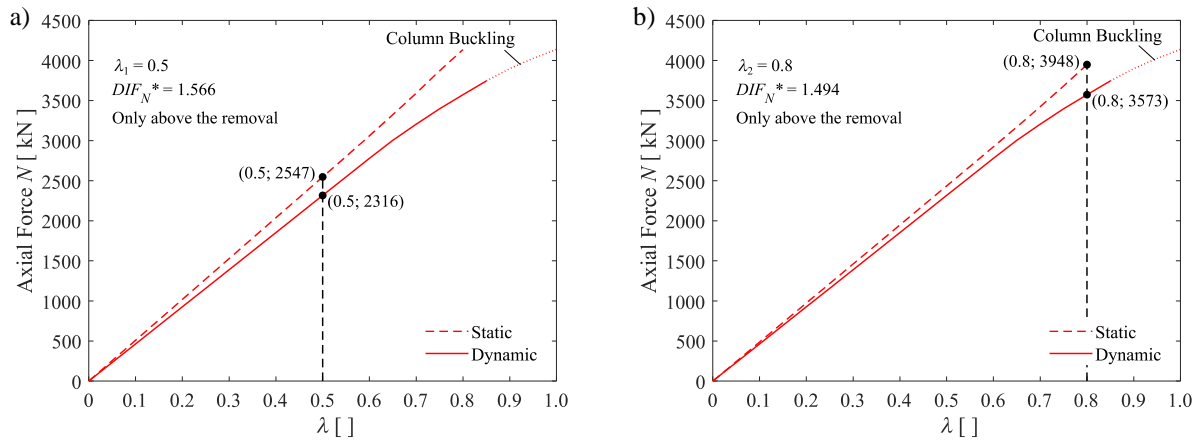 a)
4500
4000
3500
3000
2500
2000
1500
1000
500
0
Axial Force N [ kN ]
λ₁ = 0.5
DIF_N* = 1.566
Only above the removal
Column Buckling
(0.5; 2547)
(0.5; 2316)
Static
Dynamic
0 0.1 0.2 0.3 0.4 0.5 0.6 0.7 0.8 0.9 1.0
λ [ ]
b)
4500
4000
3500
3000
2500
2000
1500
1000
500
0
Axial Force N [ kN ]
λ₂ = 0.8
DIF_N* = 1.494
Only above the removal
Column Buckling
(0.8; 3948)
(0.8; 3573)
Static
Dynamic
0 0.1 0.2 0.3 0.4 0.5 0.6 0.7 0.8 0.9 1.0
λ [ ]